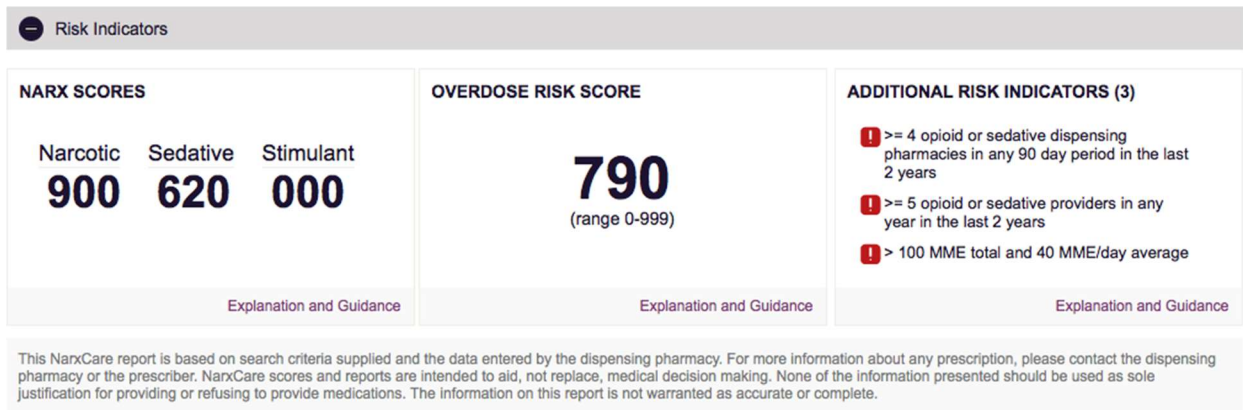 Risk Indicators
NARX SCORES
Narcotic Sedative Stimulant
900 620 000
Explanation and Guidance
OVERDOSE RISK SCORE
790
(range 0-999)
Explanation and Guidance
ADDITIONAL RISK INDICATORS (3)
! >= 4 opioid or sedative dispensing
pharmacies in any 90 day period in the last
2 years
! >= 5 opioid or sedative providers in any
year in the last 2 years
! > 100 MME total and 40 MME/day average
Explanation and Guidance
This NarxCare report is based on search criteria supplied and the data entered by the dispensing pharmacy. For more information about any prescription, please contact the dispensing
pharmacy or the prescriber. NarxCare scores and reports are intended to aid, not replace, medical decision making. None of the information presented should be used as sole
justification for providing or refusing to provide medications. The information on this report is not warranted as accurate or complete.